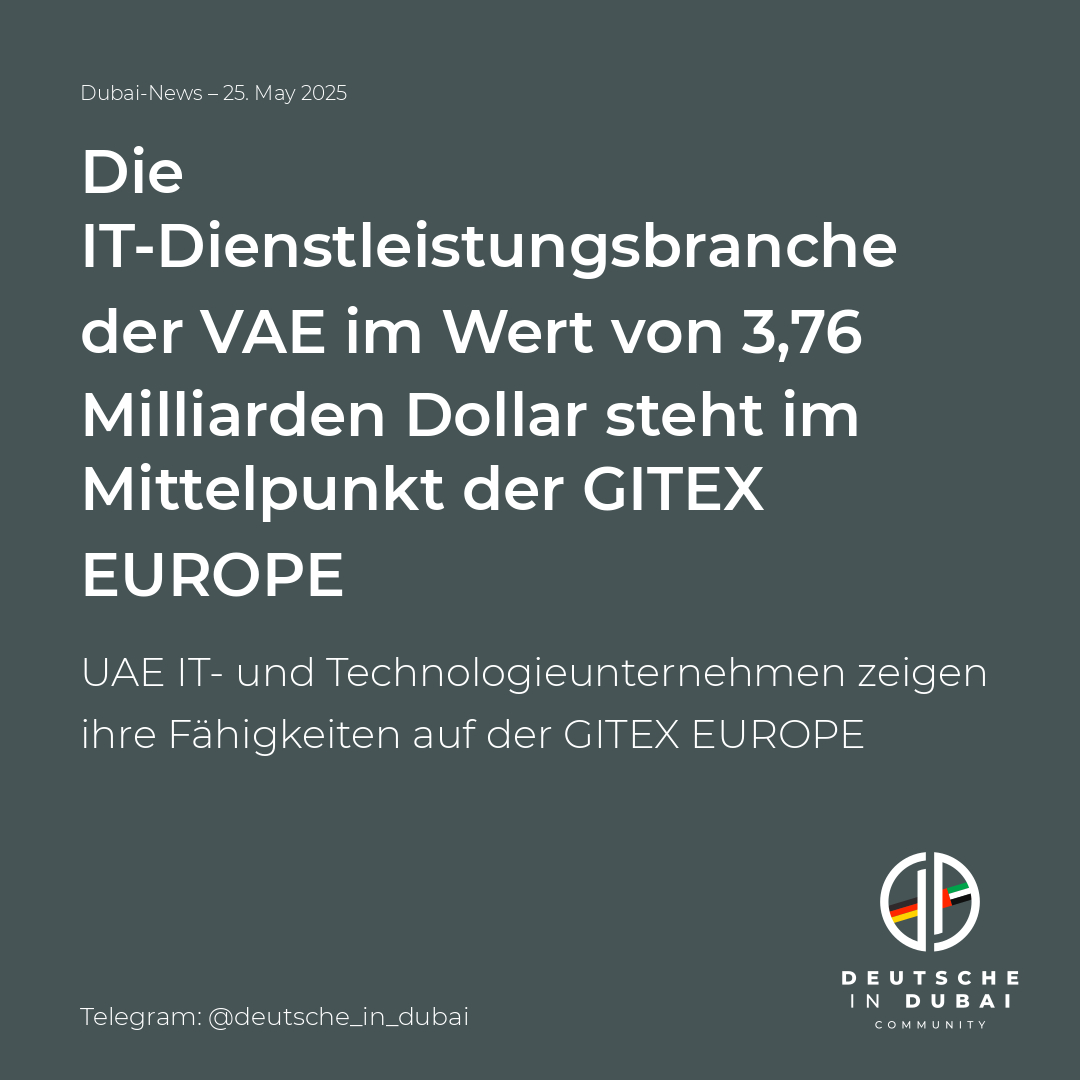 Dubai-News – 25. May 2025
Die
IT-Dienstleistungsbranche
der VAE im Wert von 3,76
Milliarden Dollar steht im
Mittelpunkt der GITEX
EUROPE
UAE IT- und Technologieunternehmen zeigen
ihre Fähigkeiten auf der GITEX EUROPE
DEUTSCHE
IN DUBAI
COMMUNITY
Telegram: @deutsche_in_dubai